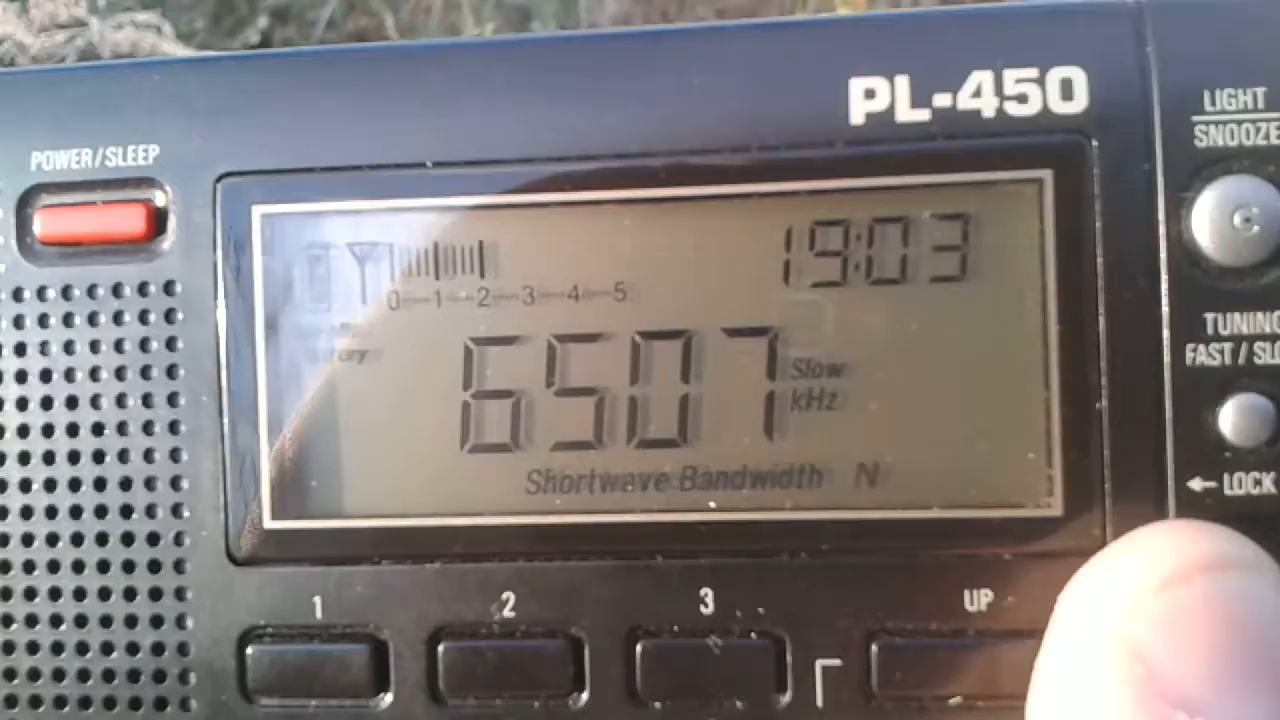 PL-450
LIGHT
SNOOZE
POWER/SLEEP
19:03
0 1 2 3 4 5
6507
Slow
kHz
Shortwave Bandwidth N
TUNING
FAST / SLO
← LOCK
1 2 3 UP